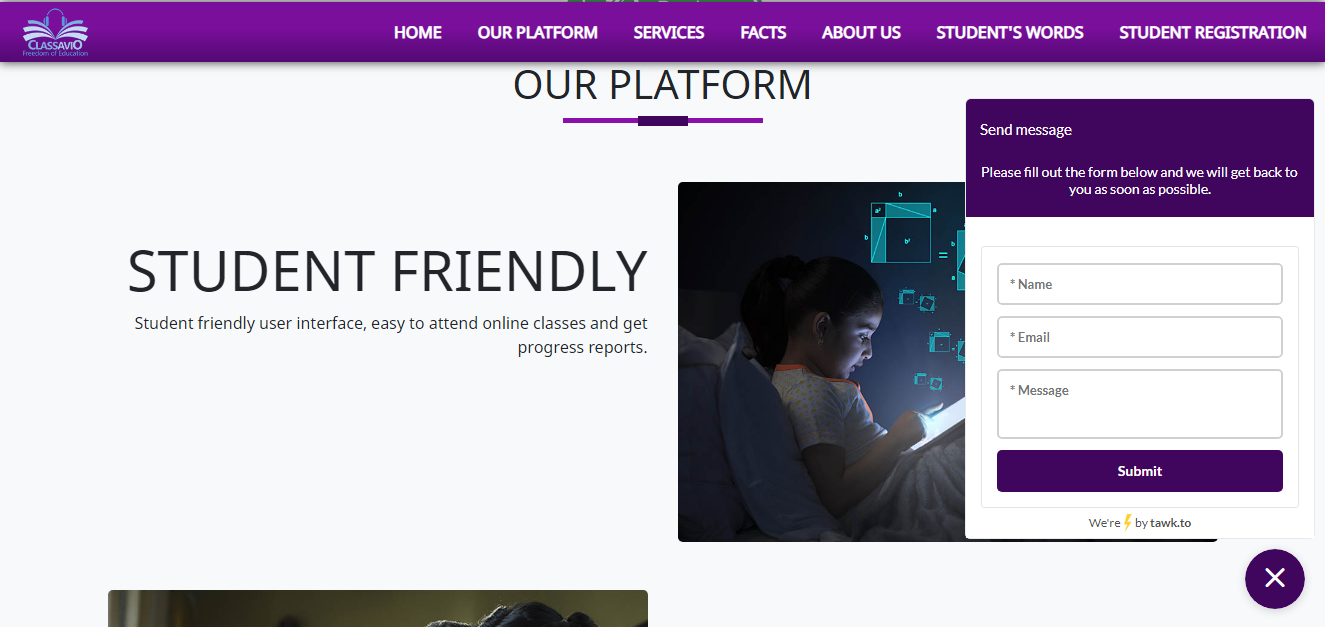 CLASSAVIO
Freedom of Education
HOME OUR PLATFORM SERVICES FACTS ABOUT US STUDENT'S WORDS STUDENT REGISTRATION
OUR PLATFORM
STUDENT FRIENDLY
Student friendly user interface, easy to attend online classes and get
progress reports.
b
a²
a
b
b²
=
b
a
Send message
Please fill out the form below and we will get back to
you as soon as possible.
* Name
* Email
* Message
Submit
We're by tawk.to